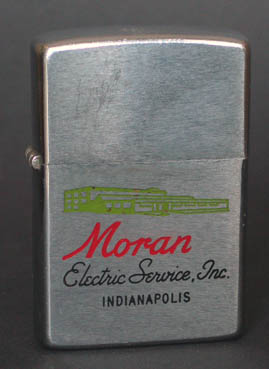 Moran
Electric Service, Inc.
INDIANAPOLIS